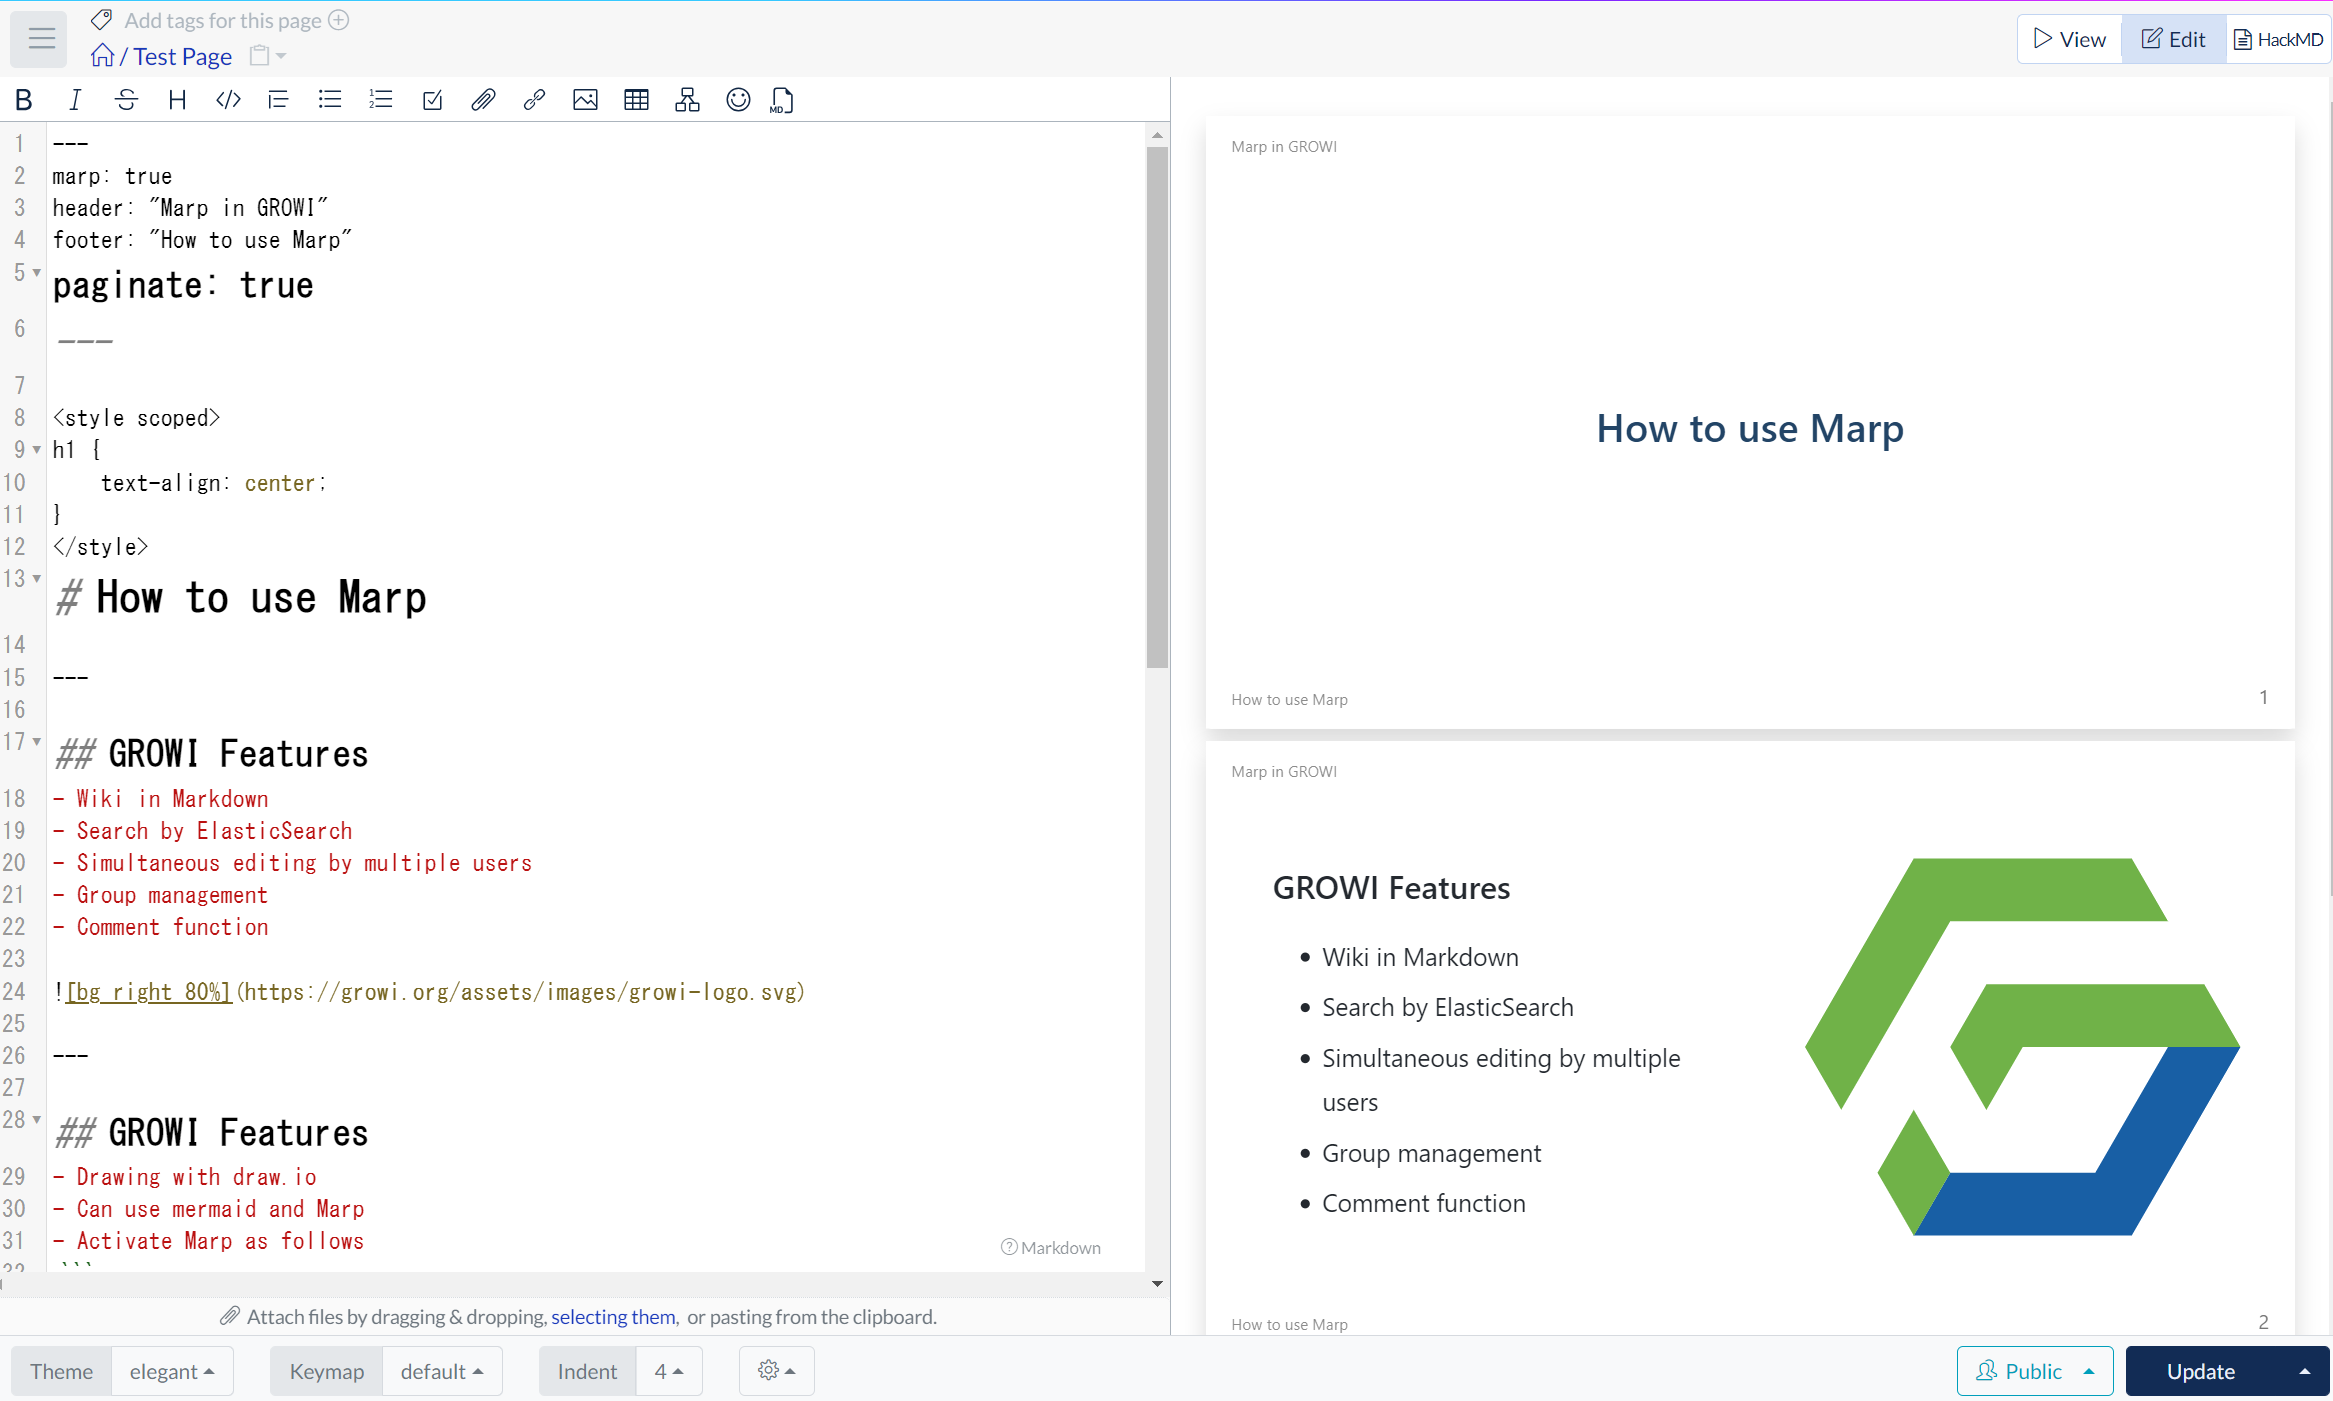 Add tags for this page
/ Test Page
View
Edit
HackMD
B I S H </> MD
1 ---
2 marp: true
3 header: "Marp in GROWI"
4 footer: "How to use Marp"
5 paginate: true
6 ---
7
8 <style scoped>
9 h1 {
10 text-align: center;
11 }
12 </style>
13 # How to use Marp
14
15 ---
16
17 ## GROWI Features
18 - Wiki in Markdown
19 - Search by ElasticSearch
20 - Simultaneous editing by multiple users
21 - Group management
22 - Comment function
23
24 ![bg right 80%](https://growi.org/assets/images/growi-logo.svg)
25
26 ---
27
28 ## GROWI Features
29 - Drawing with draw.io
30 - Can use mermaid and Marp
31 - Activate Marp as follows
32 ```
Markdown
Attach files by dragging & dropping, selecting them, or pasting from the clipboard.
Marp in GROWI
How to use Marp
How to use Marp
1
Marp in GROWI
GROWI Features
• Wiki in Markdown
• Search by ElasticSearch
• Simultaneous editing by multiple
users
• Group management
• Comment function
How to use Marp
2
Theme elegant
Keymap default
Indent 4
Public
Update